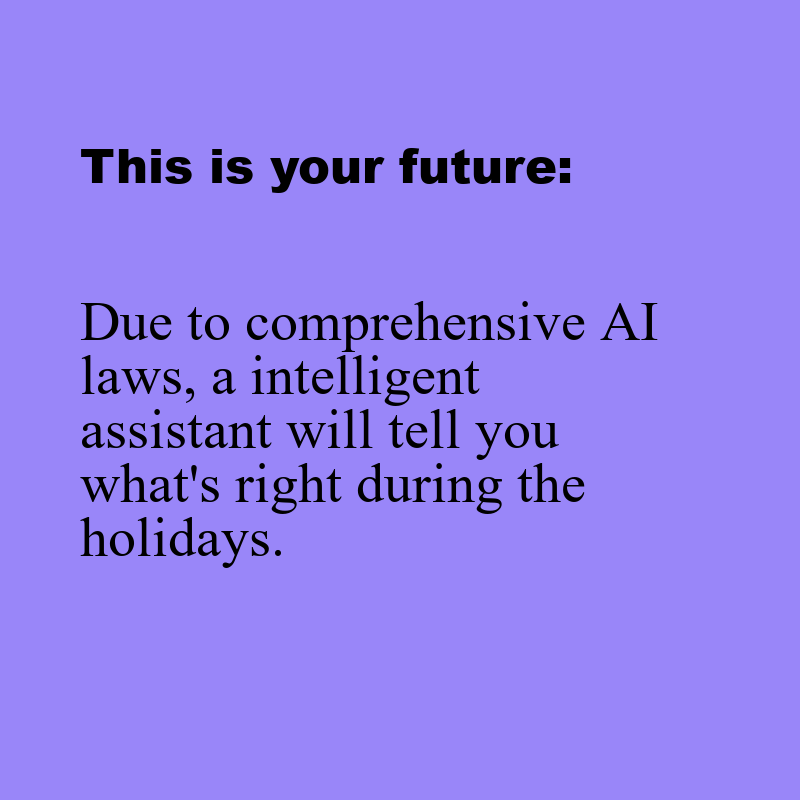 This is your future:
Due to comprehensive AI
laws, a intelligent
assistant will tell you
what's right during the
holidays.